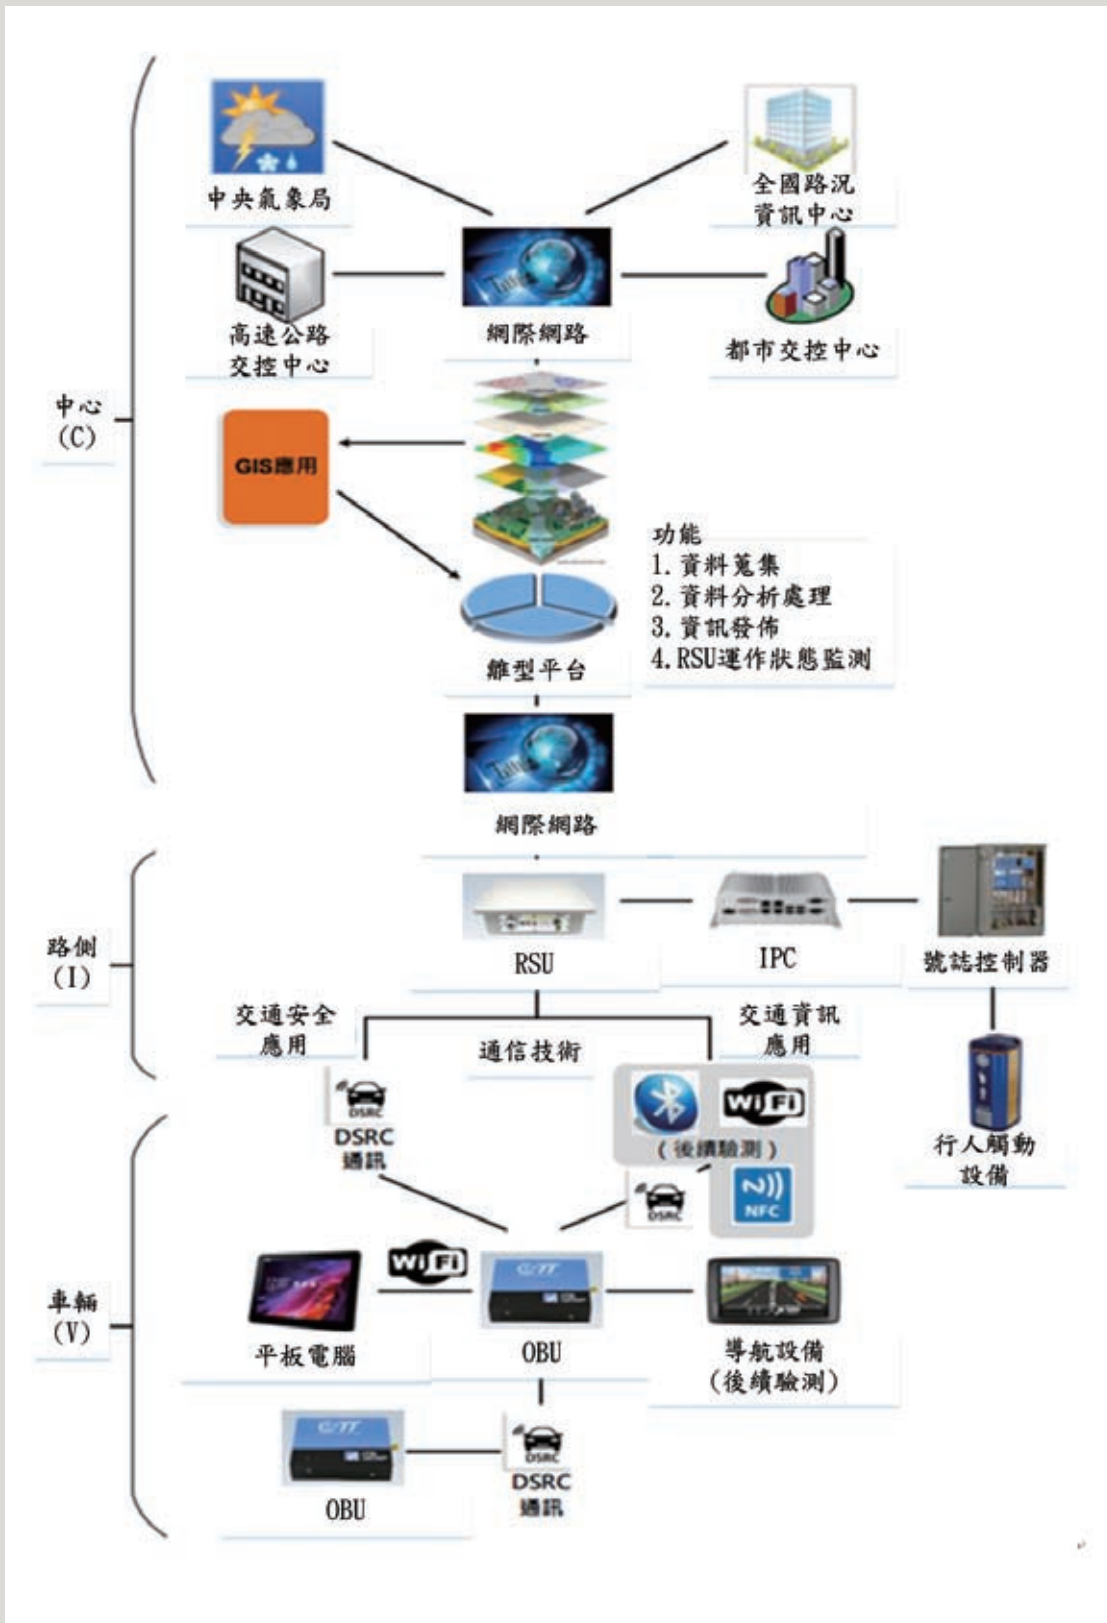 中央氣象局
全國路況
資訊中心
高速公路
交控中心
網際網路
都市交控中心
中心
(C)
GIS應用
功能
1.資料蒐集
2.資料分析處理
3.資訊發佈
4.RSU運作狀態監測
雛型平台
網際網路
路側
(I)
RSU
IPC
號誌控制器
交通安全
應用
通信技術
交通資訊
應用
DSRC
DSRC
通訊
WiFi
(後續驗測)
DSRC
NFC
行人觸動
設備
車輛
(V)
WiFi
平板電腦
OBU
導航設備
(後續驗測)
OBU
DSRC
DSRC
通訊